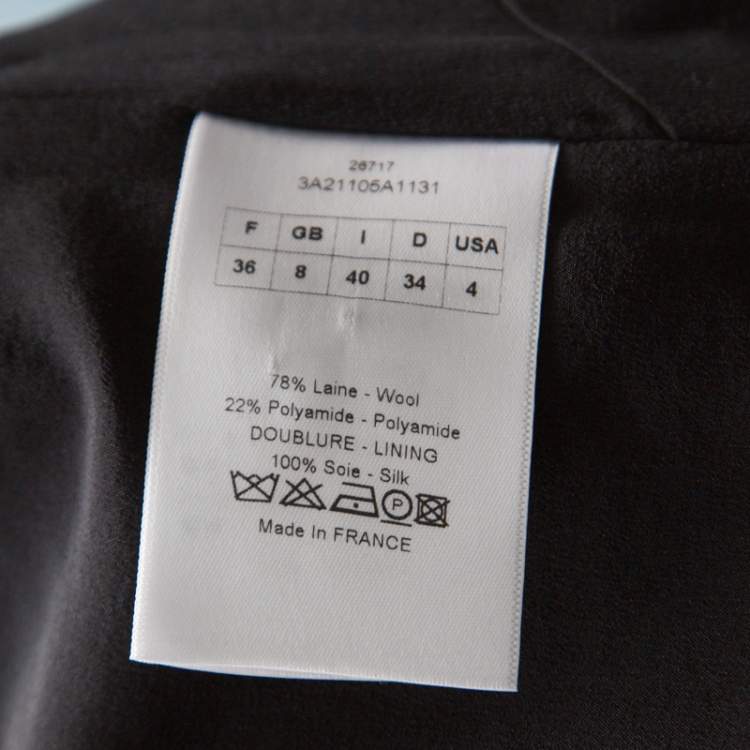 26717
3A21105A1131
F GB I D USA
36 8 40 34 4
78% Laine - Wool
22% Polyamide - Polyamide
DOUBLURE - LINING
100% Soie - Silk
P
Made In FRANCE